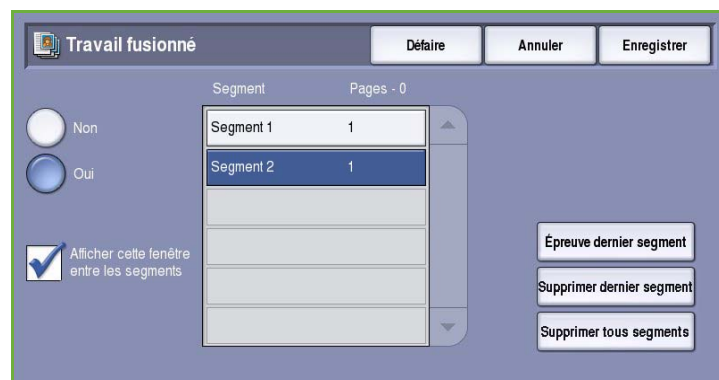 Travail fusionné
Défaire
Annuler
Enregistrer
Segment Pages - 0
Non
Oui
Segment 1 1
Segment 2 1
Afficher cette fenêtre
entre les segments
Épreuve dernier segment
Supprimer dernier segment
Supprimer tous segments